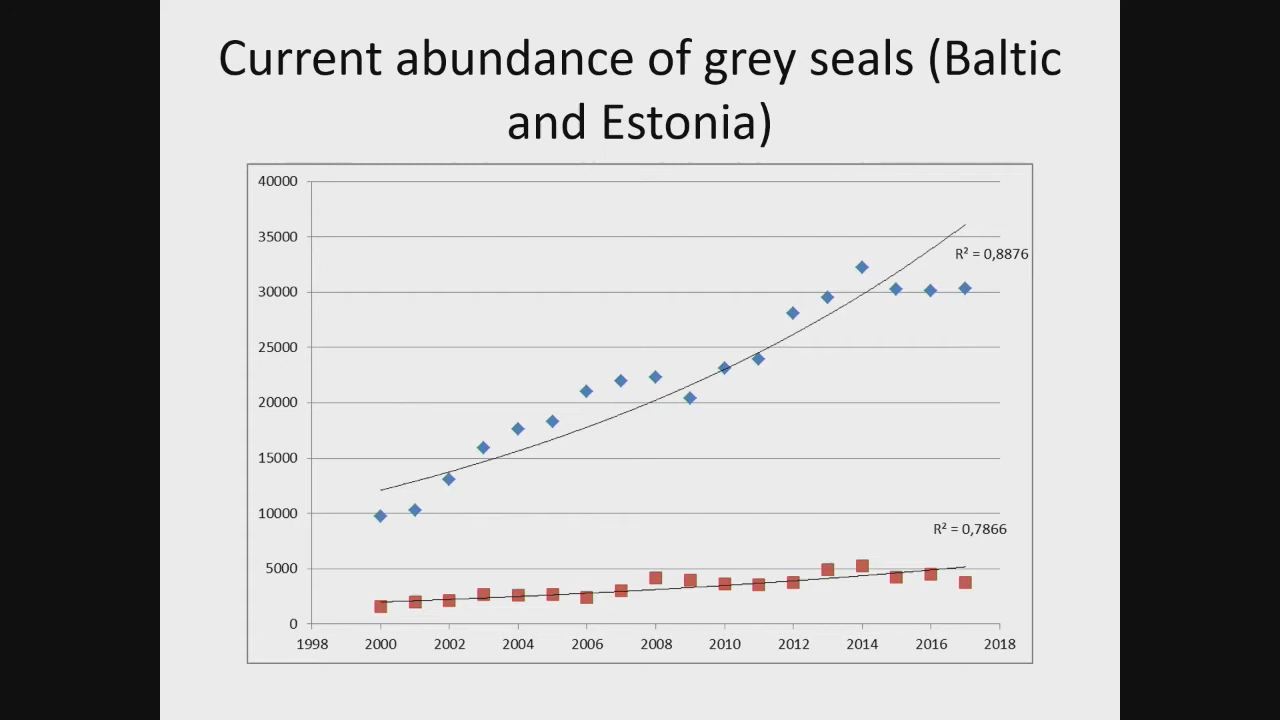 Current abundance of grey seals (Baltic
and Estonia)
40000
35000
R² = 0,8876
30000
25000
20000
15000
10000
R² = 0,7866
5000
0
1998 2000 2002 2004 2006 2008 2010 2012 2014 2016 2018